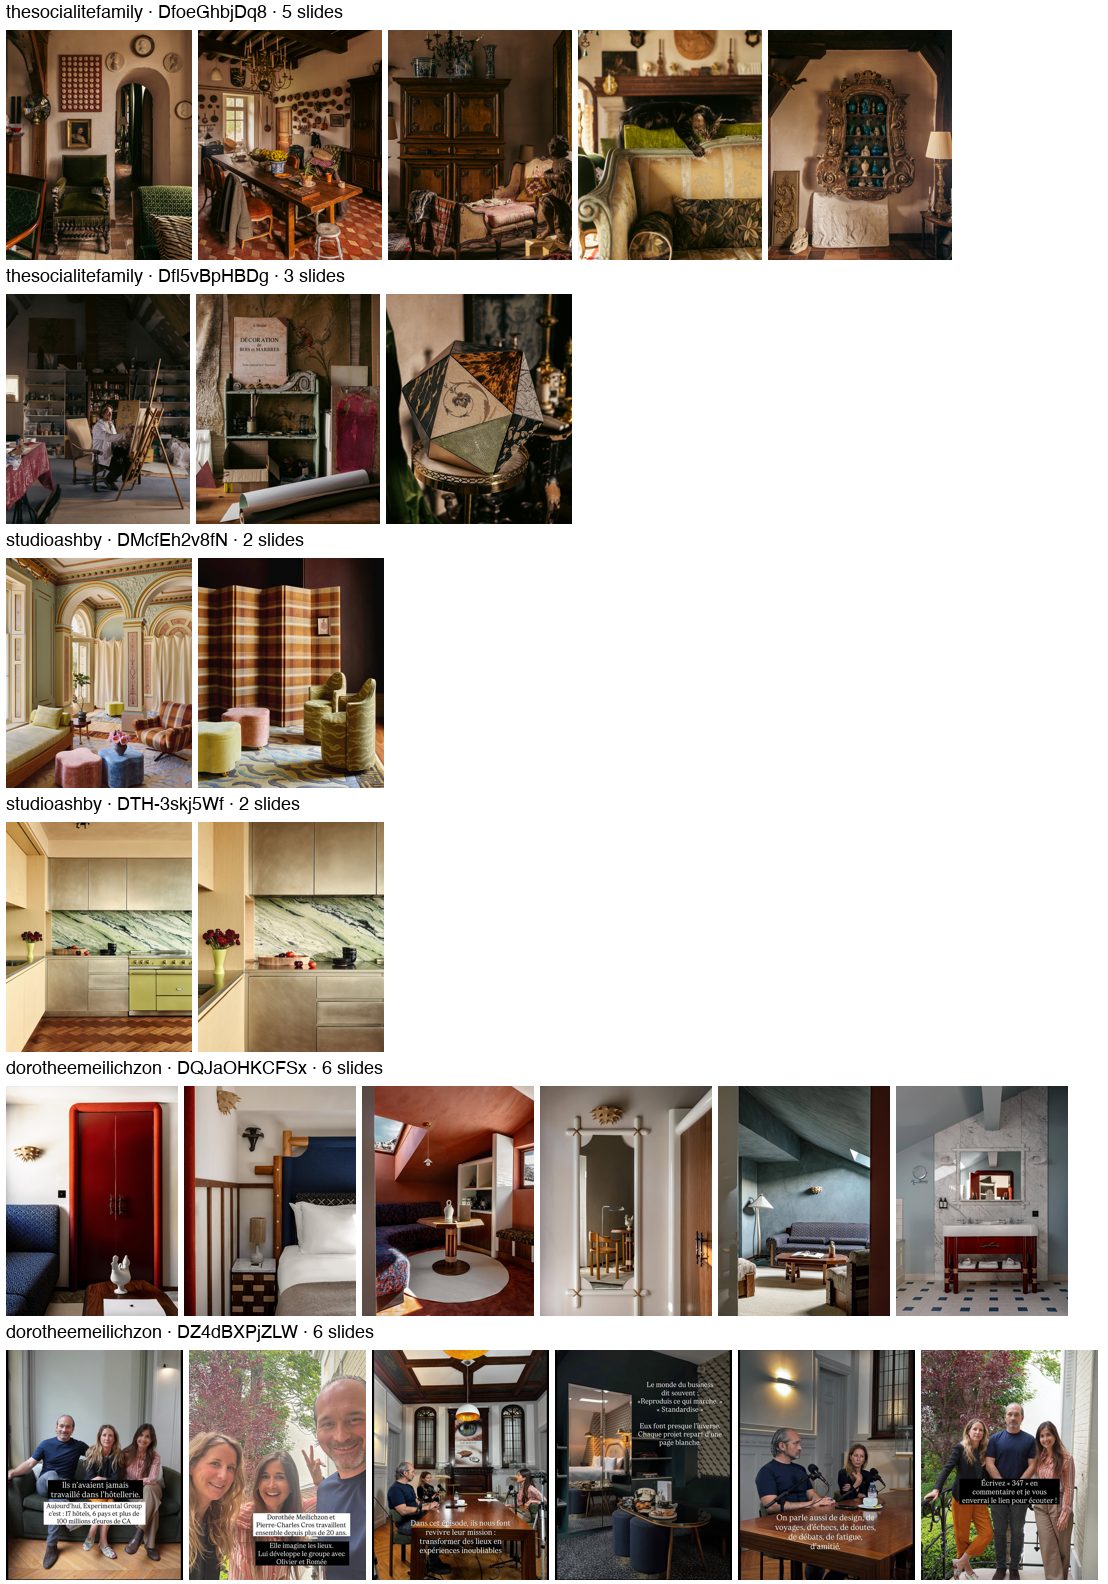 thesocialitefamily · DfoeGhbjDq8 · 5 slides
thesocialitefamily · Dfl5vBpHBDg · 3 slides
DÉCORATION
BOIS et MARBRES
studioashby · DMcfEh2v8fN · 2 slides
studioashby · DTH-3skj5Wf · 2 slides
dorotheemeilichzon · DQJaOHKCFSx · 6 slides
dorotheemeilichzon · DZ4dBXPjZLW · 6 slides
Ils n'avaient jamais
travaillé dans l'hôtellerie.
Aujourd'hui, Experimental Group
c'est : 17 hôtels, 6 pays et plus de
100 millions d'euros de CA
Dorothée Meilichzon et
Pierre-Charles Cros travaillent
ensemble depuis plus de 20 ans.
Elle imagine les lieux.
Lui développe le groupe avec
Olivier et Romée
Dans cet épisode, ils nous font
revivre leur mission :
transformer des lieux en
expériences inoubliables
Le monde du business
dit souvent :
«Reproduis ce qui marche. »
« Standardise »
Eux font presque l'inverse.
Chaque projet repart d'une
page blanche
On parle aussi de design, de
voyages, d'échecs, de doutes,
de débats, de fatigue,
d'amitié.
Écrivez « 347 » en
commentaire et je vous
enverrai le lien pour écouter !